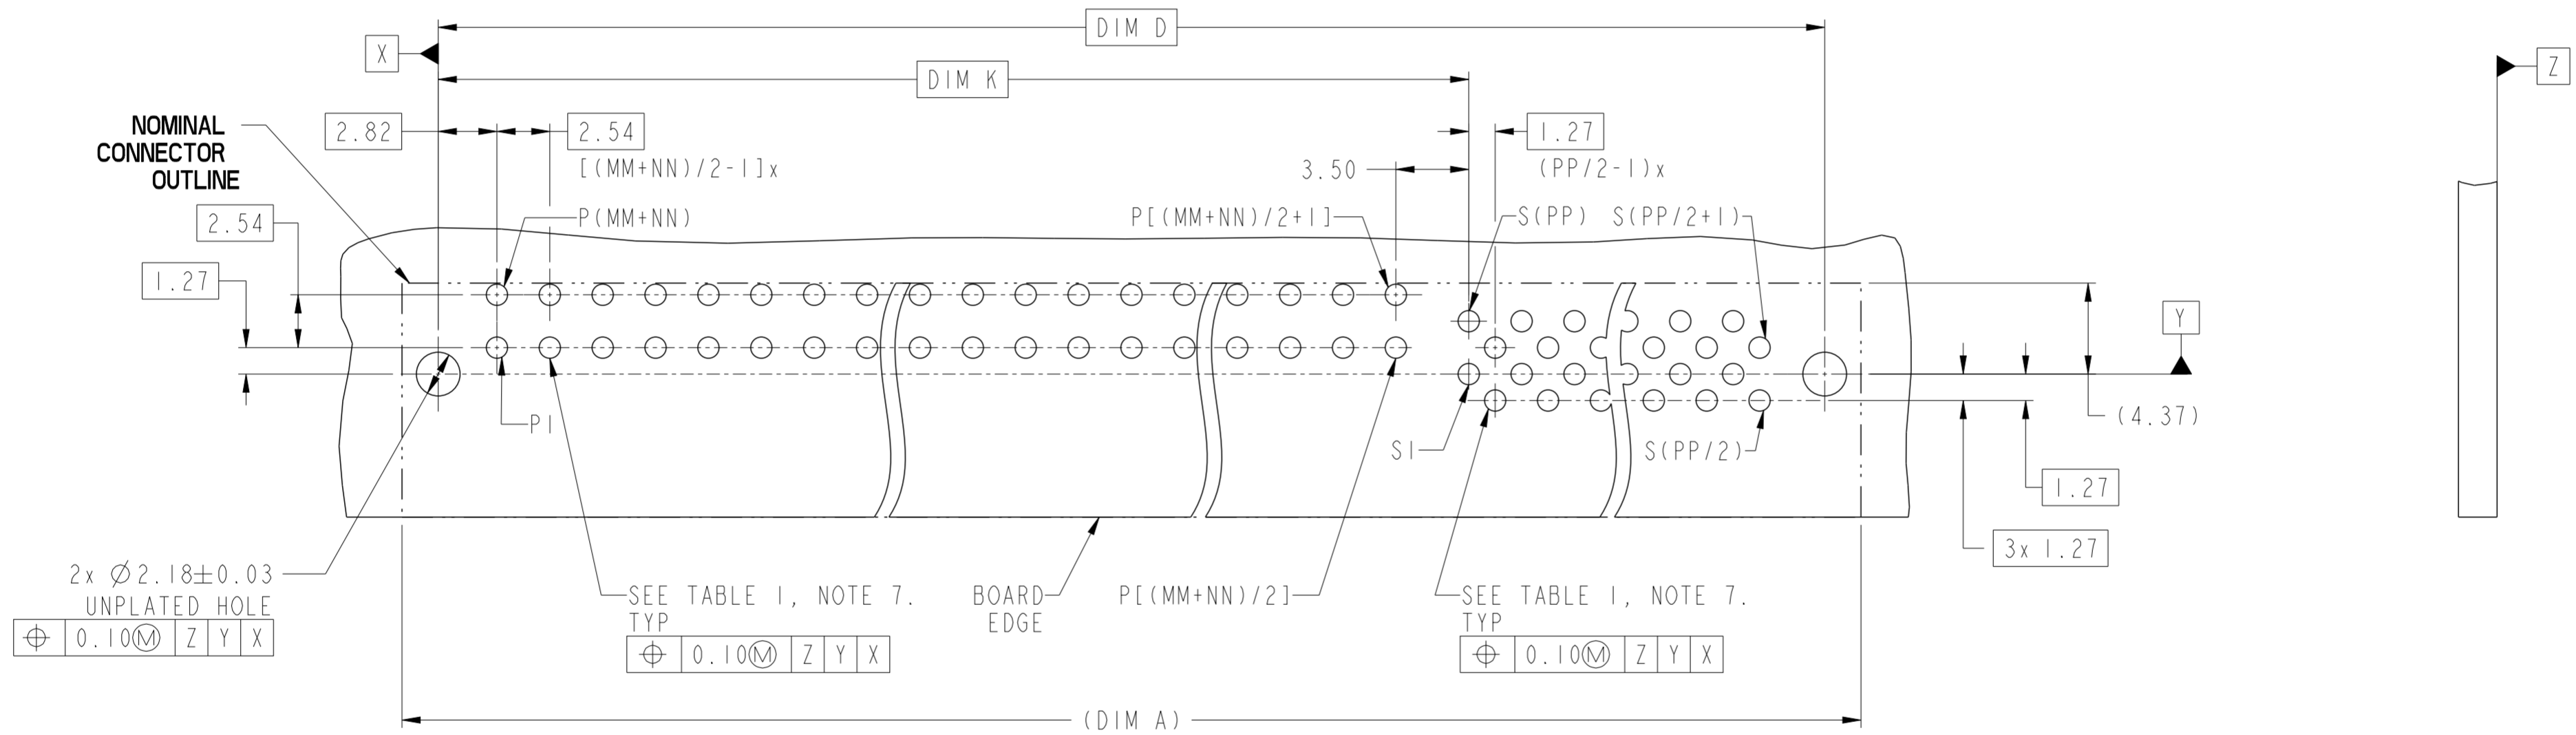 DIM D
X
Z
DIM K
NOMINAL
CONNECTOR
OUTLINE
2.82
2.54
[(MM+NN)/2-1]x
3.50
1.27
(PP/2-1)x
2.54
P(MM+NN)
P[(MM+NN)/2+1]
S(PP)
S(PP/2+1)
1.27
Y
P1
S1
S(PP/2)
(4.37)
1.27
3x 1.27
2x Ø2.18±0.03
UNPLATED HOLE
⌖ 0.10Ⓜ Z Y X
SEE TABLE 1, NOTE 7.
TYP
⌖ 0.10Ⓜ Z Y X
BOARD
EDGE
P[(MM+NN)/2]
SEE TABLE 1, NOTE 7.
TYP
⌖ 0.10Ⓜ Z Y X
(DIM A)